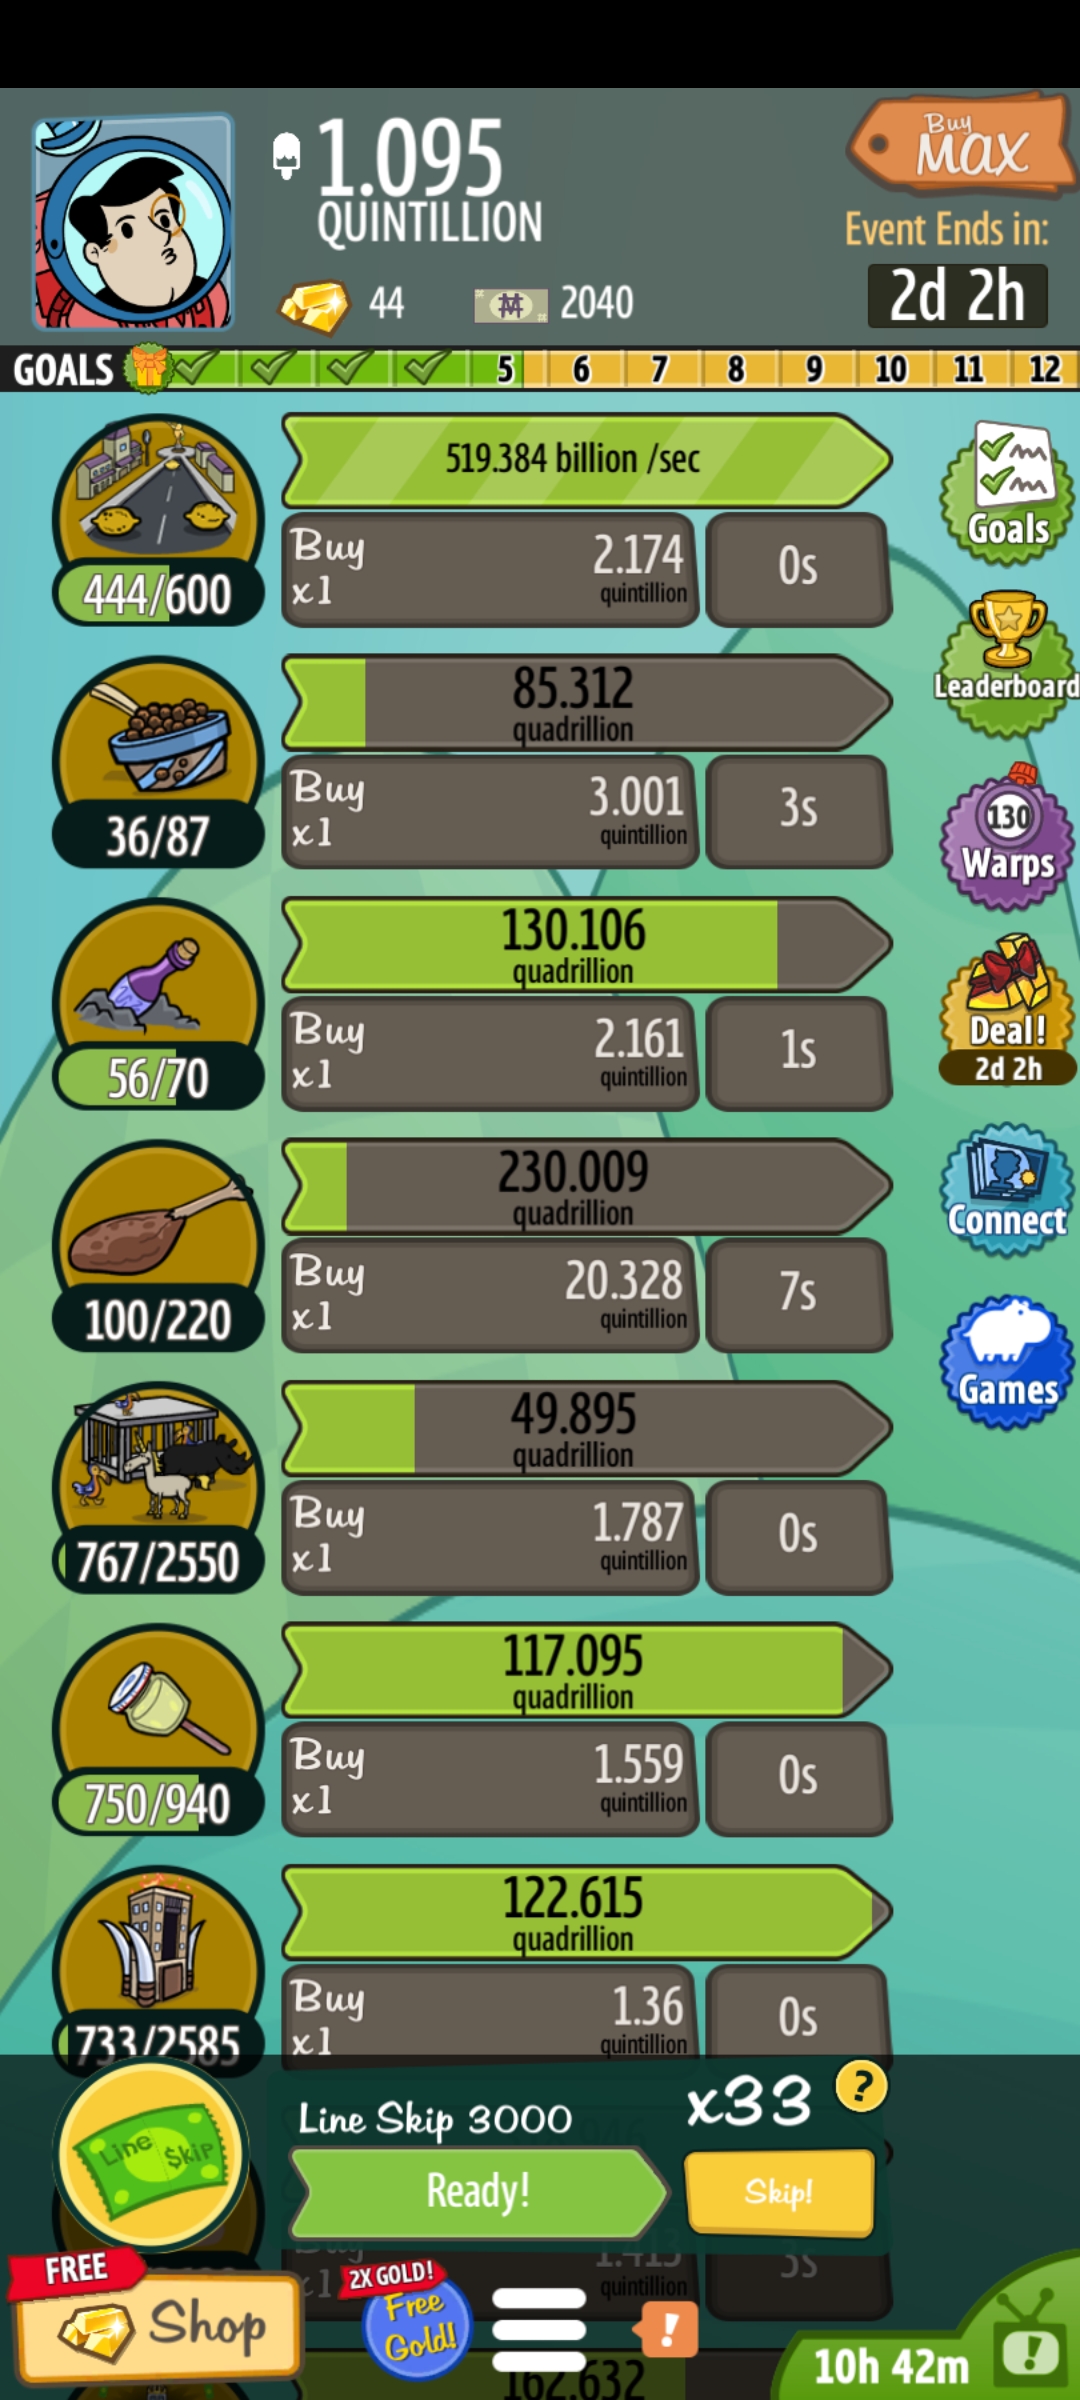 1.095
QUINTILLION
44
2040
Buy
MAX
Event Ends in:
2d 2h
GOALS 5 6 7 8 9 10 11 12
519.384 billion /sec
Buy
x1
2.174
quintillion
0s
444/600
Goals
85.312
quadrillion
Buy
x1
3.001
quintillion
3s
36/87
Leaderboard
130
Warps
130.106
quadrillion
Buy
x1
2.161
quintillion
1s
56/70
Deal!
2d 2h
230.009
quadrillion
Buy
x1
20.328
quintillion
7s
100/220
Connect
Games
49.895
quadrillion
Buy
x1
1.787
quintillion
0s
767/2550
117.095
quadrillion
Buy
x1
1.559
quintillion
0s
750/940
122.615
quadrillion
Buy
x1
1.36
quintillion
0s
733/2585
Line Skip
Line Skip 3000
x33
?
Ready!
Skip!
x1
1.413
quintillion
3s
FREE
Shop
2X GOLD!
Free
Gold!
!
162.632
10h 42m
!